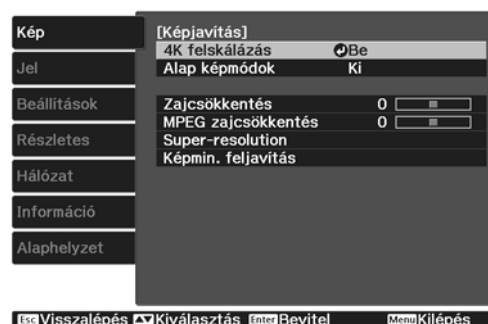 Kép
[Képjavítás]
4K felskálázás Be
Jel
Alap képmódok Ki
Beállítások
Zajcsökkentés 0
MPEG zajcsökkentés 0
Részletes
Super-resolution
Képmin. feljavítás
Hálózat
Információ
Alaphelyzet
Esc Visszalépés Kiválasztás Enter Bevitel Menu Kilépés